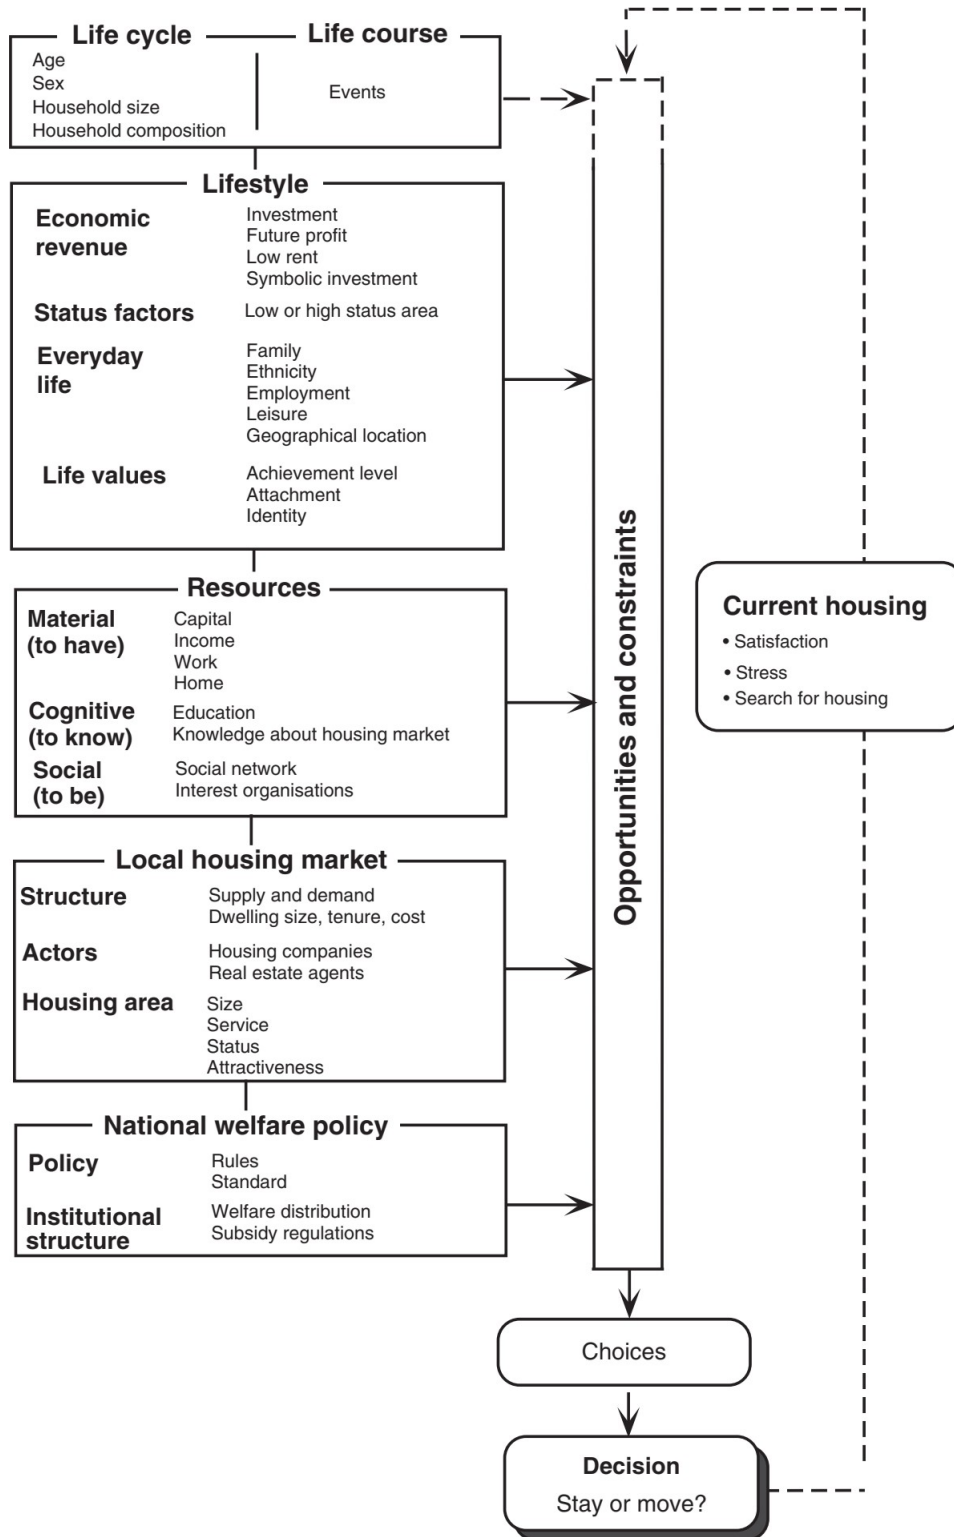 Life cycle
Life course
Age
Sex
Household size
Household composition
Events
Lifestyle
Economic
revenue
Investment
Future profit
Low rent
Symbolic investment
Status factors
Low or high status area
Everyday
life
Family
Ethnicity
Employment
Leisure
Geographical location
Life values
Achievement level
Attachment
Identity
Resources
Material
(to have)
Capital
Income
Work
Home
Cognitive
(to know)
Education
Knowledge about housing market
Social
(to be)
Social network
Interest organisations
Local housing market
Structure
Supply and demand
Dwelling size, tenure, cost
Actors
Housing companies
Real estate agents
Housing area
Size
Service
Status
Attractiveness
National welfare policy
Policy
Rules
Standard
Institutional
structure
Welfare distribution
Subsidy regulations
Opportunities and constraints
Current housing
• Satisfaction
• Stress
• Search for housing
Choices
Decision
Stay or move?